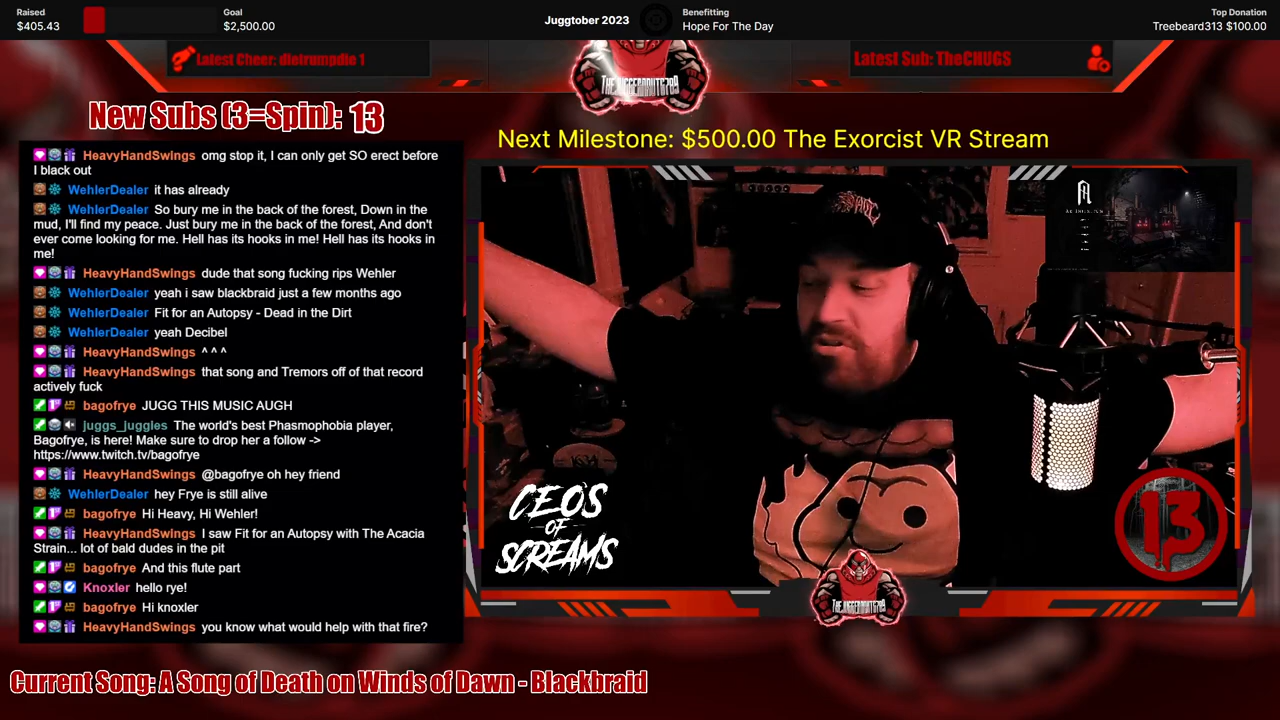 Raised
$405.43
Goal
$2,500.00
Juggtober 2023
Benefitting
Hope For The Day
Top Donation
Treebeard313 $100.00
Latest Cheer: dietrumpdie 1
THEJUGGERNAUT6789
Latest Sub: TheCHUGS
New Subs (3=Spin): 13
Next Milestone: $500.00 The Exorcist VR Stream
HeavyHandSwings omg stop it, I can only get SO erect before
I black out
WehlerDealer it has already
WehlerDealer So bury me in the back of the forest, Down in the
mud, I'll find my peace. Just bury me in the back of the forest, And don't
ever come looking for me. Hell has its hooks in me! Hell has its hooks in
me!
HeavyHandSwings dude that song fucking rips Wehler
WehlerDealer yeah i saw blackbraid just a few months ago
WehlerDealer Fit for an Autopsy - Dead in the Dirt
WehlerDealer yeah Decibel
HeavyHandSwings ^ ^ ^
HeavyHandSwings that song and Tremors off of that record
actively fuck
bagofrye JUGG THIS MUSIC AUGH
juggs_juggles The world's best Phasmophobia player,
Bagofrye, is here! Make sure to drop her a follow ->
https://www.twitch.tv/bagofrye
HeavyHandSwings @bagofrye oh hey friend
WehlerDealer hey Frye is still alive
bagofrye Hi Heavy, Hi Wehler!
HeavyHandSwings I saw Fit for an Autopsy with The Acacia
Strain... lot of bald dudes in the pit
bagofrye And this flute part
Knoxler hello rye!
bagofrye Hi knoxler
HeavyHandSwings you know what would help with that fire?
CEO'S
OF
SCREAMS
13
THEJUGGERNAUT6789
Current Song: A Song of Death on Winds of Dawn - Blackbraid